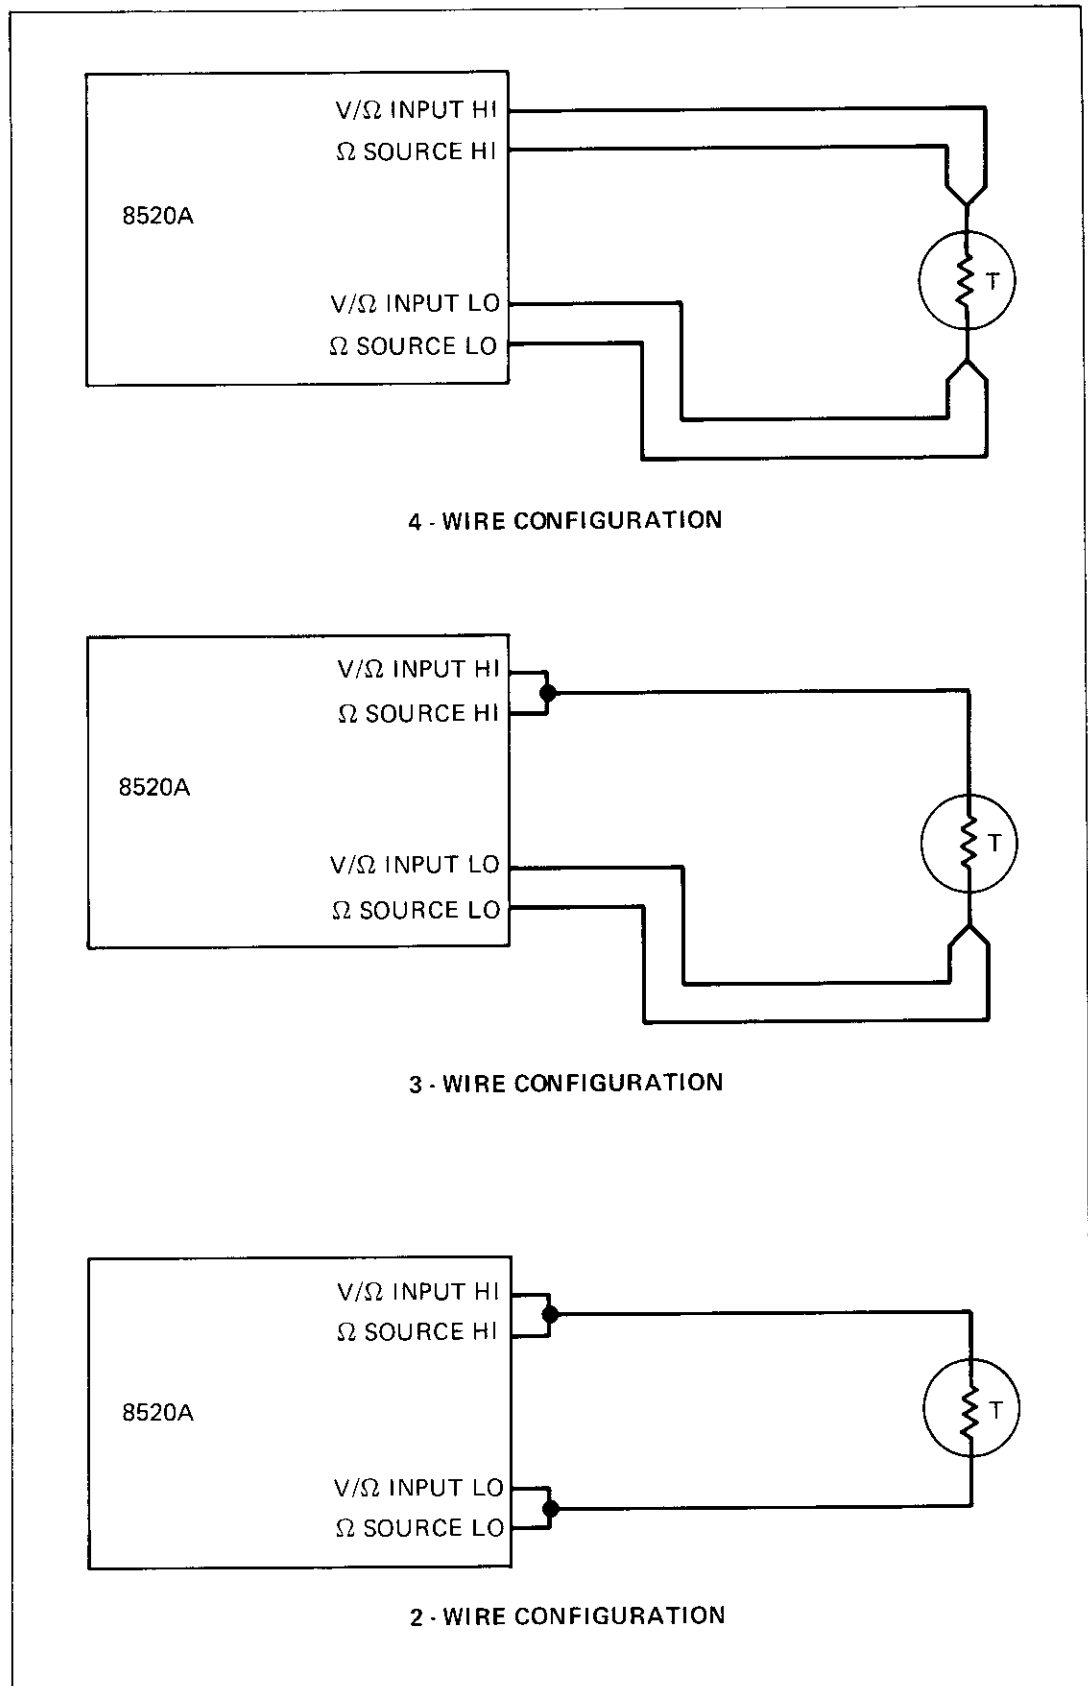 V/Ω INPUT HI
Ω SOURCE HI
8520A
T
V/Ω INPUT LO
Ω SOURCE LO
4 - WIRE CONFIGURATION
V/Ω INPUT HI
Ω SOURCE HI
8520A
T
V/Ω INPUT LO
Ω SOURCE LO
3 - WIRE CONFIGURATION
V/Ω INPUT HI
Ω SOURCE HI
8520A
T
V/Ω INPUT LO
Ω SOURCE LO
2 - WIRE CONFIGURATION